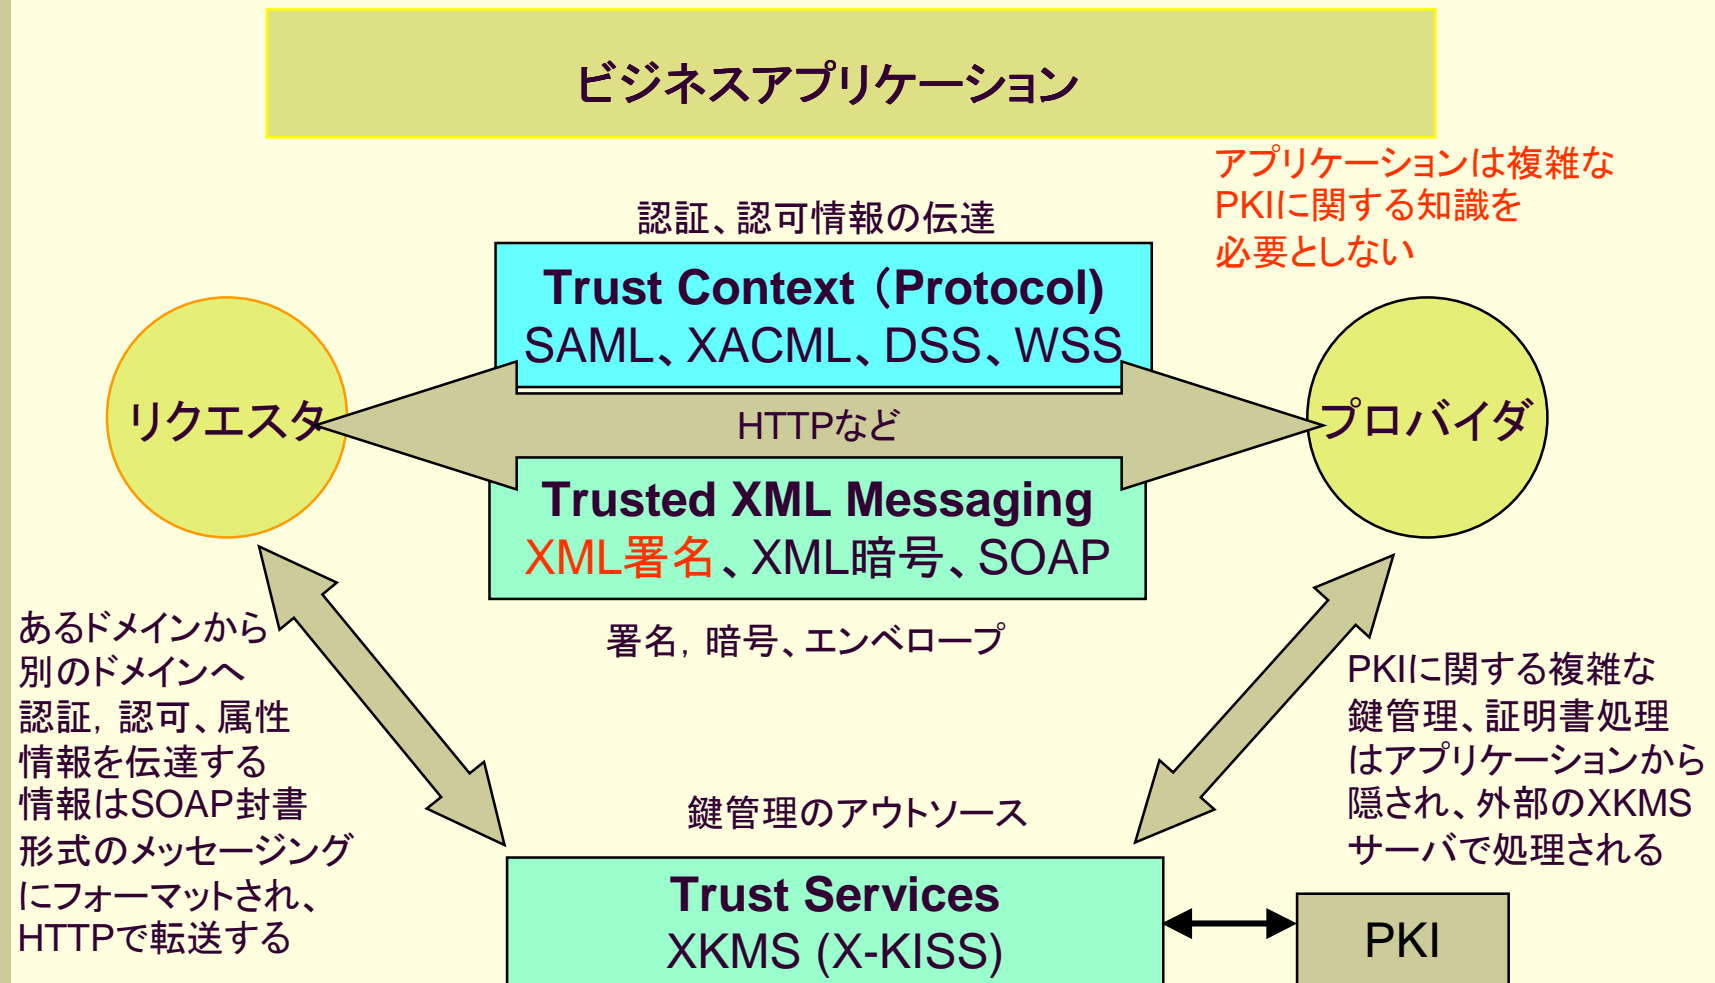 ビジネスアプリケーション
アプリケーションは複雑な
PKIに関する知識を
必要としない
認証、認可情報の伝達
Trust Context（Protocol)
SAML、XACML、DSS、WSS
リクエスタ
HTTPなど
プロバイダ
Trusted XML Messaging
XML署名、XML暗号、SOAP
署名，暗号、エンベロープ
あるドメインから
別のドメインへ
認証，認可、属性
情報を伝達する
情報はSOAP封書
形式のメッセージング
にフォーマットされ、
HTTPで転送する
PKIに関する複雑な
鍵管理、証明書処理
はアプリケーションから
隠され、外部のXKMS
サーバで処理される
鍵管理のアウトソース
Trust Services
XKMS (X-KISS)
PKI